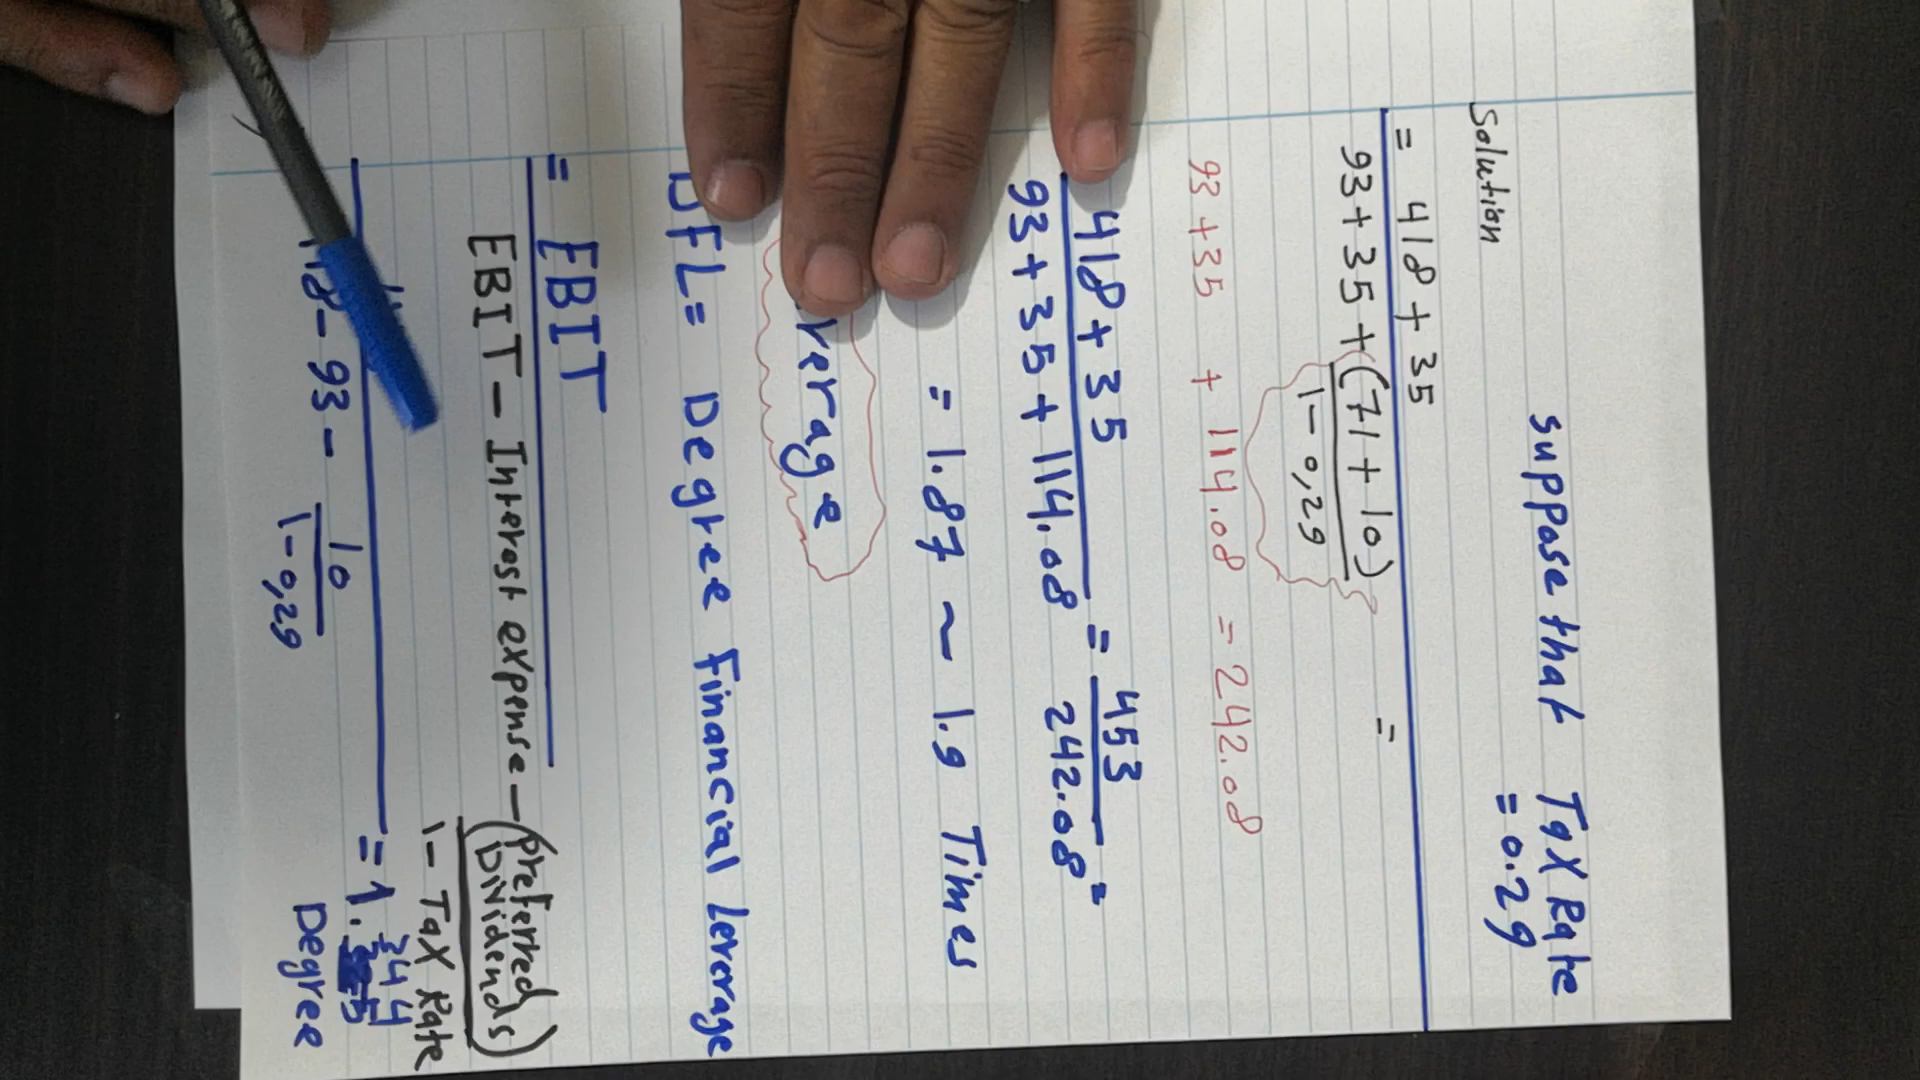 suppose that Tax Rate
= 0.29
Solution
= 418 + 35
93 + 35 + (71 + 10) =
1 - 0,29
93 + 35 + 114.08 = 242.08
418 + 35 = 453 =
93 + 35 + 114.08 242.08
= 1.87 ~ 1.9 Times
verage
DFL = Degree Financial leverage
= EBIT
EBIT - Interest expense - (preferred Dividends)
1 - Tax Rate
= 1.344
18 - 93 - 10
1 - 0,29
Degree